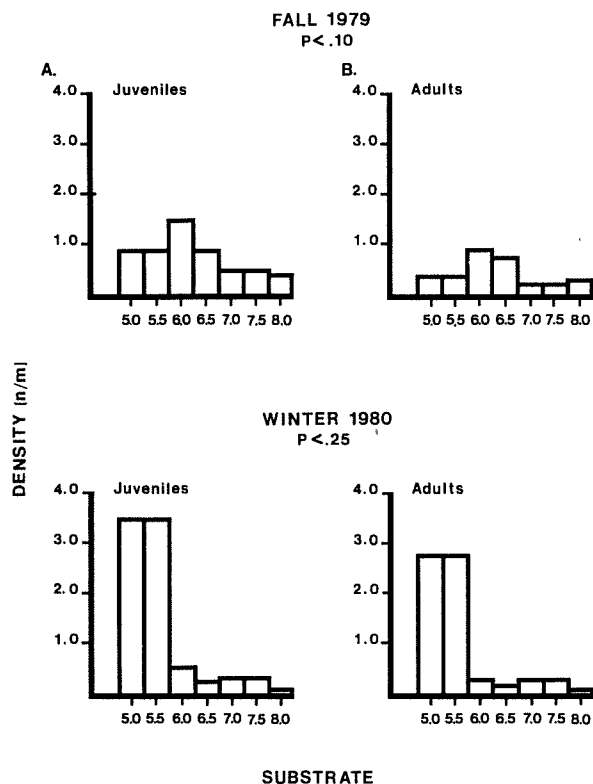 FALL 1979
P< .10
A.
Juveniles
4.0
3.0
2.0
1.0
5.0 5.5 6.0 6.5 7.0 7.5 8.0
B.
Adults
4.0
3.0
2.0
1.0
5.0 5,5 6.0 6.5 7.0 7.5 8.0
DENSITY [n/m]
WINTER 1980
P<.25
Juveniles
4.0
3.0
2.0
1.0
5.0 5.5 6.0 6.5 7.0 7.5 8.0
Adults
4.0
3.0
2.0
1.0
5.0 5.5 6.0 6.5 7.0 7.5 8.0
SUBSTRATE